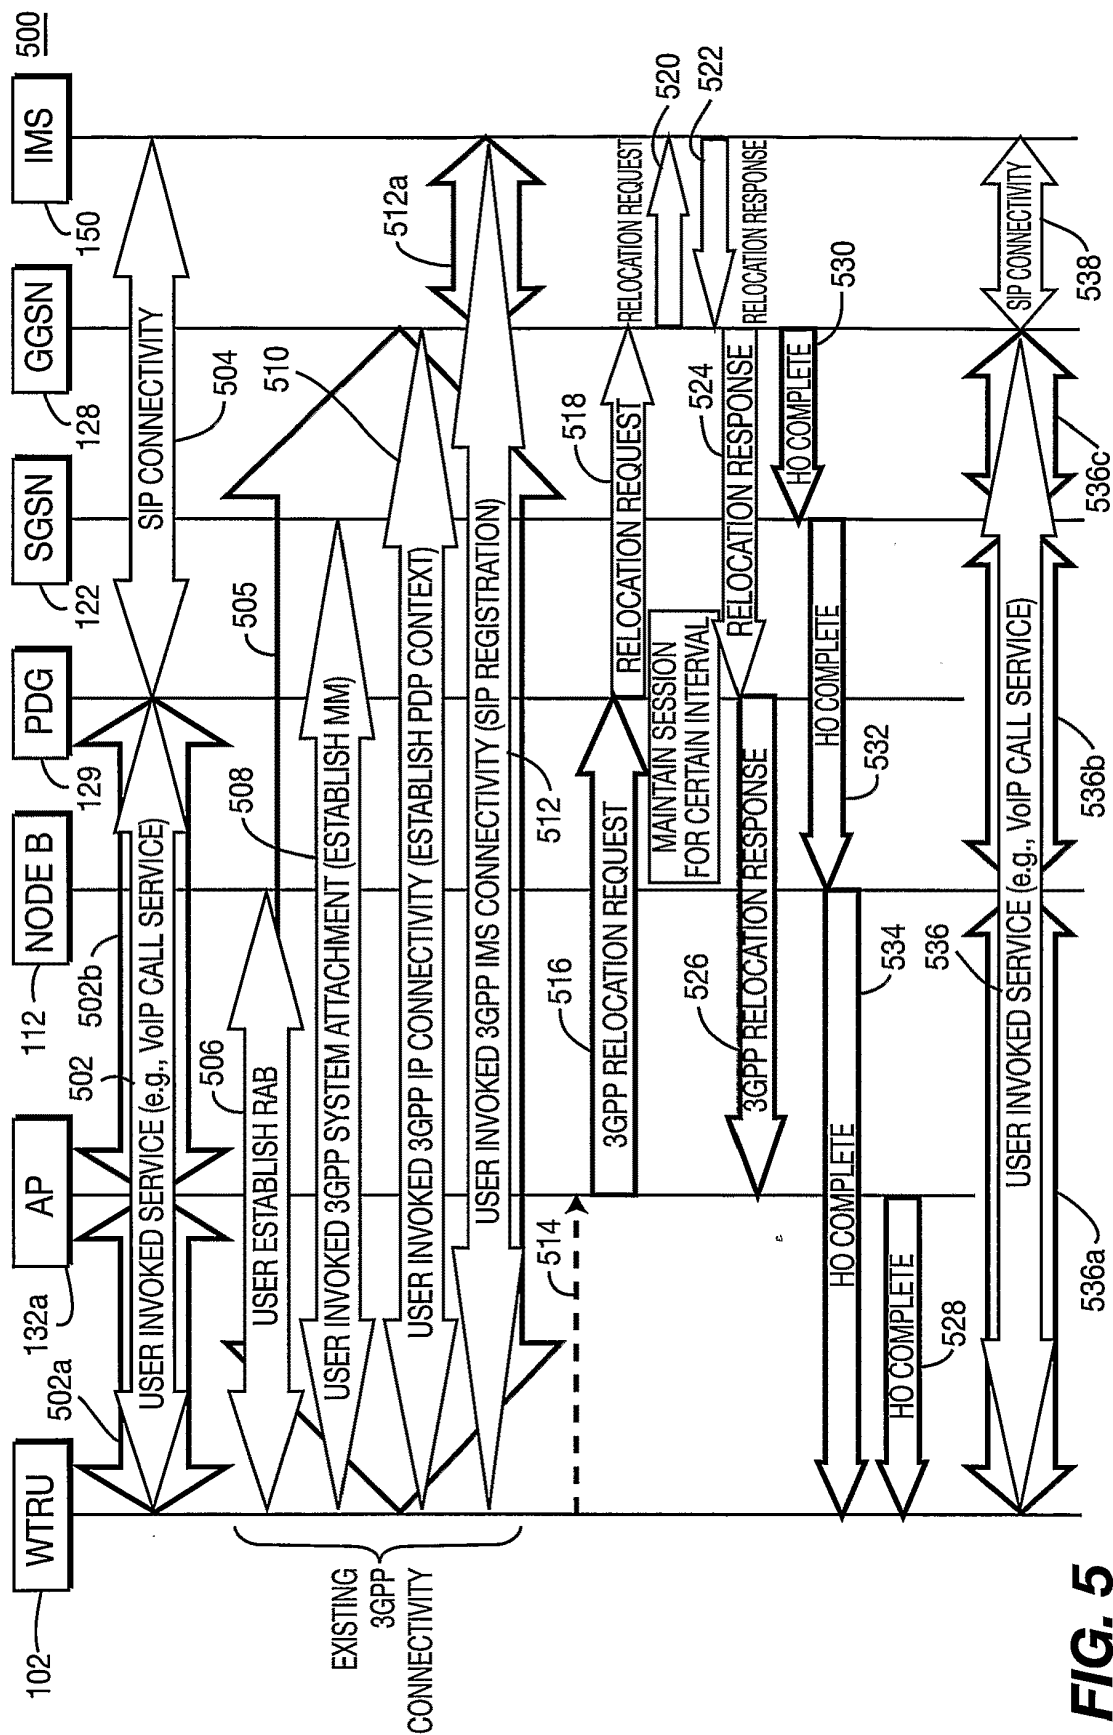 500
WTRU
AP
NODE B
PDG
SGSN
GGSN
IMS
102
132a
112
129
122
128
150
502a
502
502b
USER INVOKED SERVICE (e.g., VoIP CALL SERVICE)
SIP CONNECTIVITY
504
506
USER ESTABLISH RAB
505
508
USER INVOKED 3GPP SYSTEM ATTACHMENT (ESTABLISH MM)
510
USER INVOKED 3GPP IP CONNECTIVITY (ESTABLISH PDP CONTEXT)
512a
USER INVOKED 3GPP IMS CONNECTIVITY (SIP REGISTRATION)
512
EXISTING
3GPP
CONNECTIVITY
514
516
3GPP RELOCATION REQUEST
518
RELOCATION REQUEST
RELOCATION REQUEST
520
522
MAINTAIN SESSION
FOR CERTAIN INTERVAL
524
RELOCATION RESPONSE
RELOCATION RESPONSE
526
3GPP RELOCATION RESPONSE
HO COMPLETE
530
HO COMPLETE
532
HO COMPLETE
534
HO COMPLETE
528
536
USER INVOKED SERVICE (e.g., VoIP CALL SERVICE)
SIP CONNECTIVITY
538
536a
536b
536c
FIG. 5